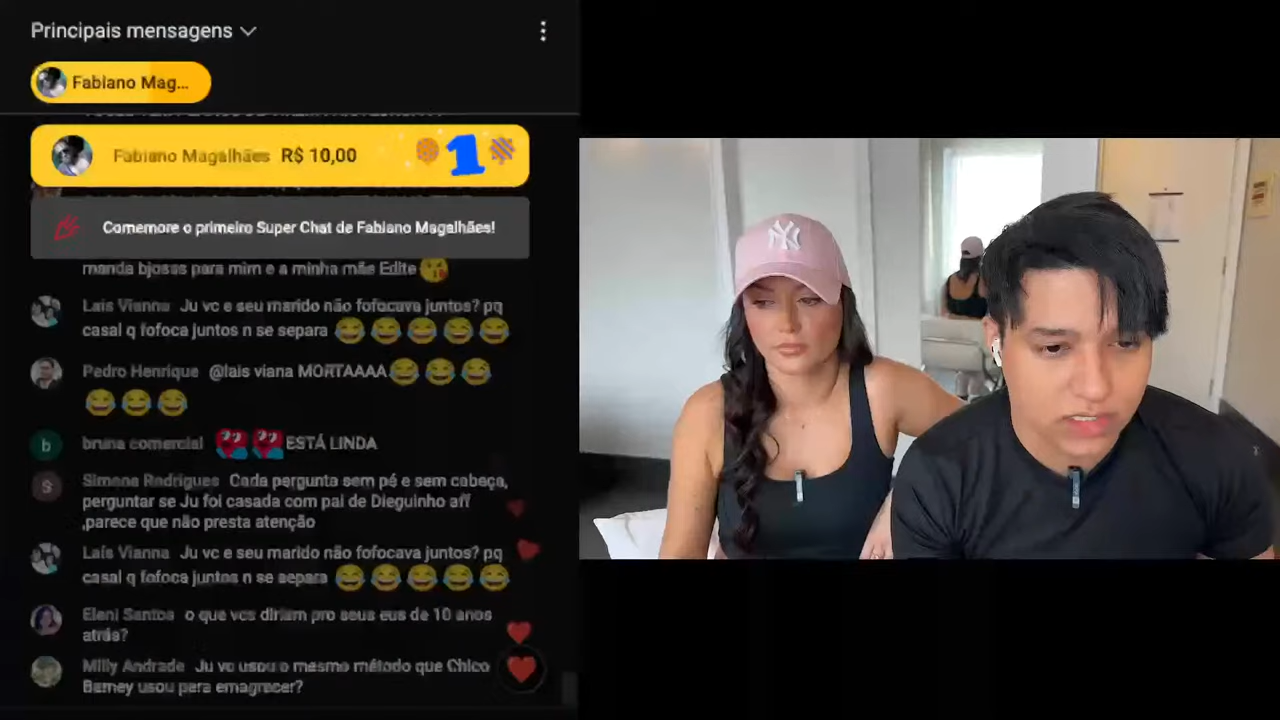 Principais mensagens
Fabiano Mag...
Fabiano Magalhães R$ 10,00
1
Comemore o primeiro Super Chat de Fabiano Magalhães!
manda bjosss para mim e a minha mãe Edite
Laís Vianna Ju vc e seu marido não fofocava juntos? pq
casal q fofoca juntos n se separa
Pedro Henrique @lais viana MORTAAAA
b bruna comercial ESTÁ LINDA
S Simone Rodrigues Cada pergunta sem pé e sem cabeça,
perguntar se Ju foi casada com pai de Dieguinho aff
,parece que não presta atenção
Laís Vianna Ju vc e seu marido não fofocava juntos? pq
casal q fofoca juntos n se separa
Eleni Santos o que vcs diriam pro seus eus de 10 anos
atrás?
Milly Andrade Ju vc usou o mesmo método que Chico
Barney usou para emagrecer?
NY